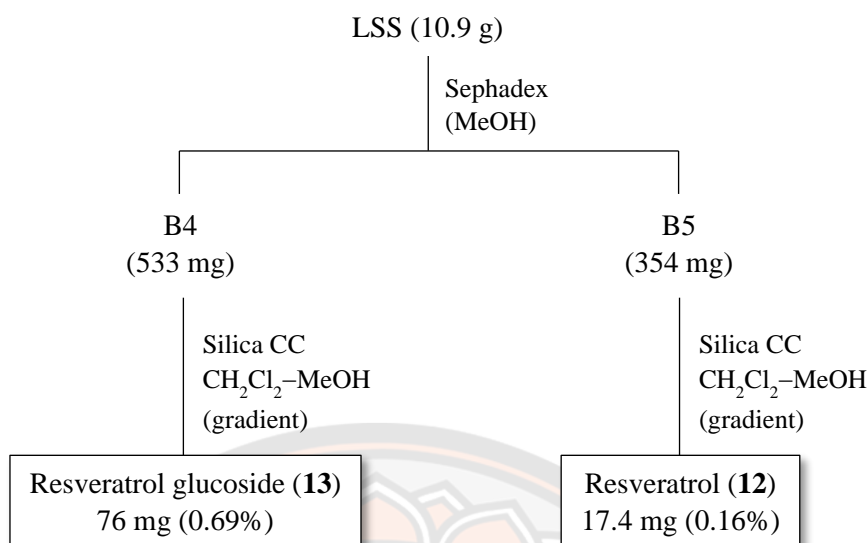 LSS (10.9 g)
Sephadex
(MeOH)
B4
(533 mg)
B5
(354 mg)
Silica CC
CH₂Cl₂–MeOH
(gradient)
Silica CC
CH₂Cl₂–MeOH
(gradient)
Resveratrol glucoside (13)
76 mg (0.69%)
Resveratrol (12)
17.4 mg (0.16%)